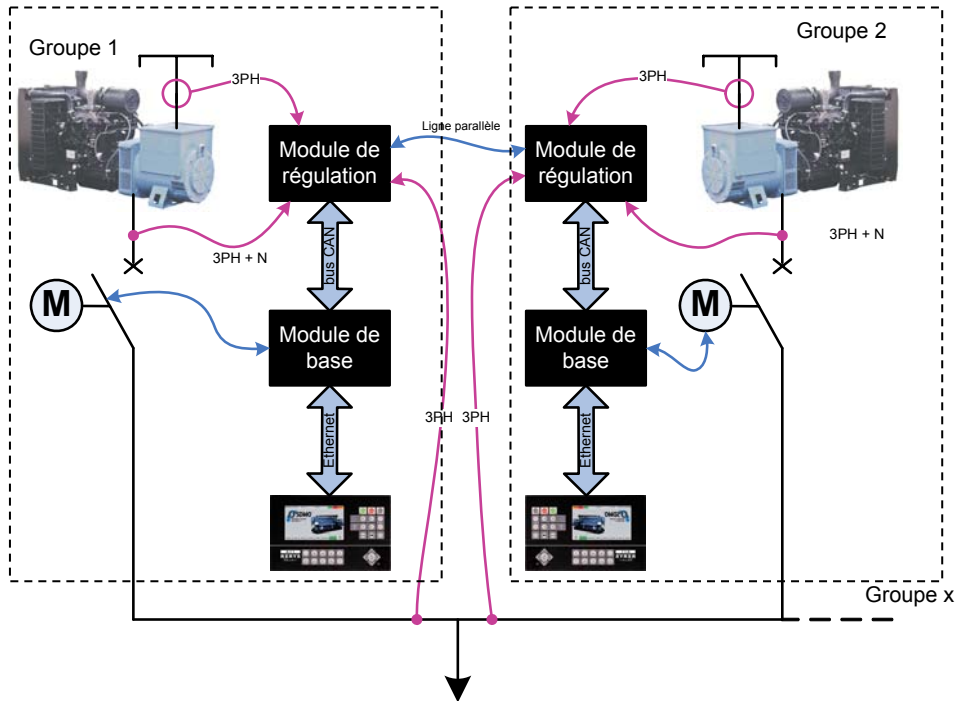 Groupe 1
Groupe 2
3PH
3PH
Ligne parallèle
Module de
régulation
Module de
régulation
3PH + N
3PH + N
bus CAN
bus CAN
M
M
Module de
base
Module de
base
Ethernet
Ethernet
3PH
3PH
Groupe x